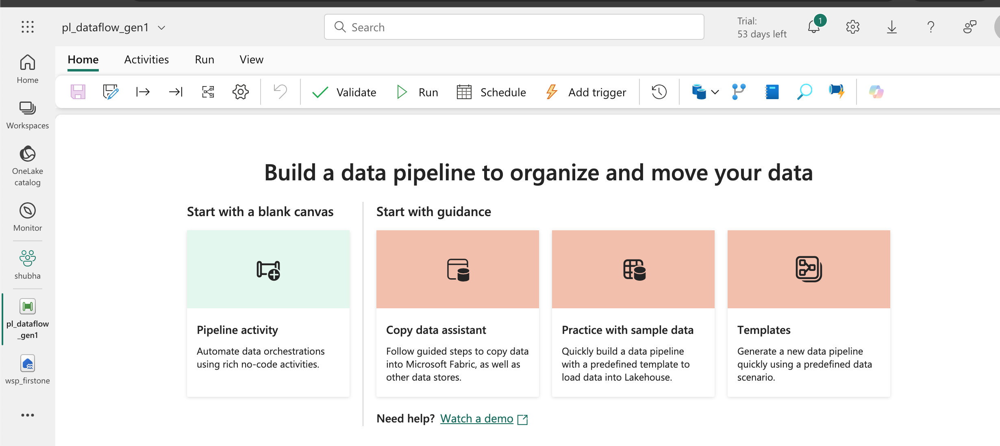 pl_dataflow_gen1
Search
Trial:
53 days left
1
Home
Activities
Run
View
Validate
Run
Schedule
Add trigger
Home
Workspaces
OneLake
catalog
Monitor
shubha
pl_dataflow
_gen1
wsp_firstone
Build a data pipeline to organize and move your data
Start with a blank canvas
Pipeline activity
Automate data orchestrations
using rich no-code activities.
Start with guidance
Copy data assistant
Follow guided steps to copy data
into Microsoft Fabric, as well as
other data stores.
Practice with sample data
Quickly build a data pipeline
with a predefined template to
load data into Lakehouse.
Templates
Generate a new data pipeline
quickly using a predefined data
scenario.
Need help? Watch a demo